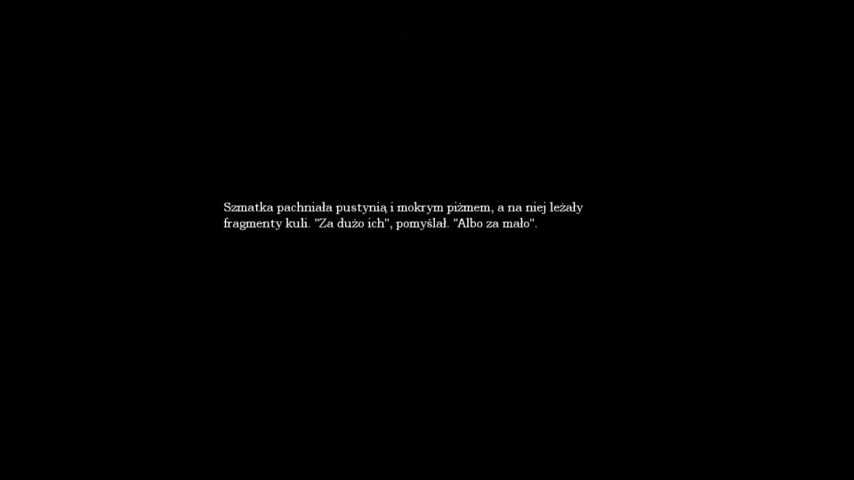 Szmatka pachniała pustynią i mokrym piżmem, a na niej leżały
fragmenty kuli. "Za dużo ich", pomyślał. "Albo za mało".